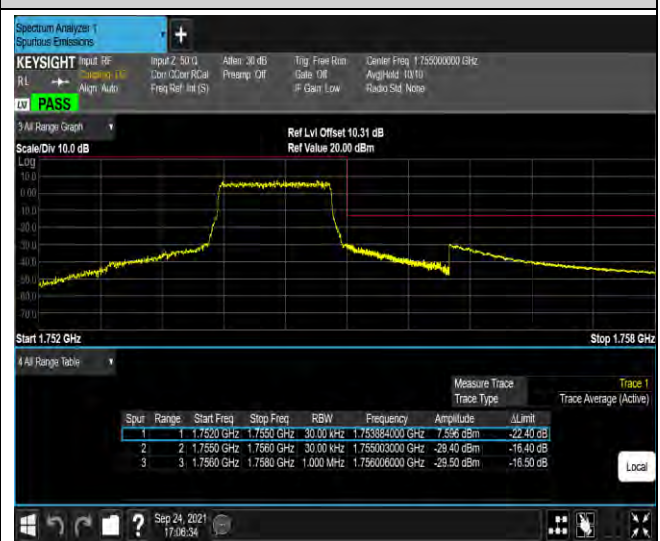 Spectrum Analyzer 1
Spurious Emissions
+
KEYSIGHT Input: RF Input Z: 50 Ω Atten: 30 dB Trig: Free Run Center Freq: 1.755000000 GHz
RL Coupling: DC Corr CCorr RCal Preamp: Off Gate: Off Avg|Hold: 10/10
Align: Auto Freq Ref: Int (S) IF Gain: Low Radio Std: None
LXI PASS
3 All Range Graph
Ref Lvl Offset 10.31 dB
Scale/Div 10.0 dB Ref Value 20.00 dBm
Log
10.0
0.00
-10.0
-20.0
-30.0
-40.0
-50.0
-60.0
-70.0
Start 1.752 GHz Stop 1.758 GHz
4 All Range Table
Measure Trace Trace 1
Trace Type Trace Average (Active)
Spur Range Start Freq Stop Freq RBW Frequency Amplitude ΔLimit
1 1 1.7520 GHz 1.7550 GHz 30.00 kHz 1.753884000 GHz 7.596 dBm -22.40 dB
2 2 1.7550 GHz 1.7560 GHz 30.00 kHz 1.755003000 GHz -29.40 dBm -16.40 dB
3 3 1.7560 GHz 1.7580 GHz 1.000 MHz 1.756006000 GHz -29.50 dBm -16.50 dB
Local
? Sep 24, 2021
17:06:34